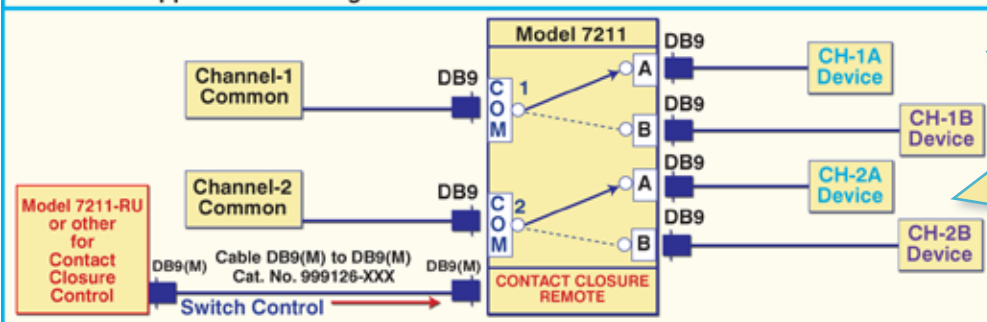 Model 7211
Channel-1
Common
DB9
COM
1
A
B
DB9
CH-1A
Device
DB9
CH-1B
Device
Channel-2
Common
DB9
COM
2
A
B
DB9
CH-2A
Device
DB9
CH-2B
Device
Model 7211-RU
or other
for
Contact
Closure
Control
DB9(M)
Cable DB9(M) to DB9(M)
Cat. No. 999126-XXX
DB9(M)
Switch Control
CONTACT CLOSURE
REMOTE